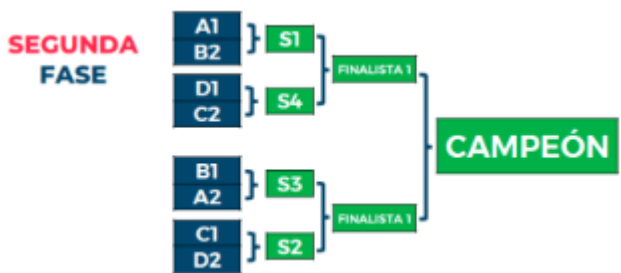 SEGUNDA
FASE
A1
B2
S1
D1
C2
S4
FINALISTA 1
B1
A2
S3
C1
D2
S2
FINALISTA 1
CAMPEÓN